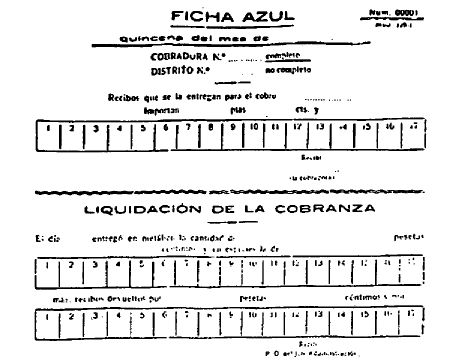 FICHA AZUL
Núm. 00001
quincena del mes de
COBRADURA N.º completo
DISTRITO N.º no completo
Recibos que se la entregan para el cobro
Importan ptas cts. y
1 2 3 4 5 6 7 8 9 10 11 12 13 14 15 16 17
Recibí
La cobradora
LIQUIDACIÓN DE LA COBRANZA
El día entregó en metálico la cantidad de pesetas
céntimos y en
1 2 3 4 5 6 7 8 9 10 11 12 13 14 15 16 17
más, recibos devueltos por pesetas céntimos
1 2 3 4 5 6 7 8 9 10 11 12 13 14 15 16 17
Recibí